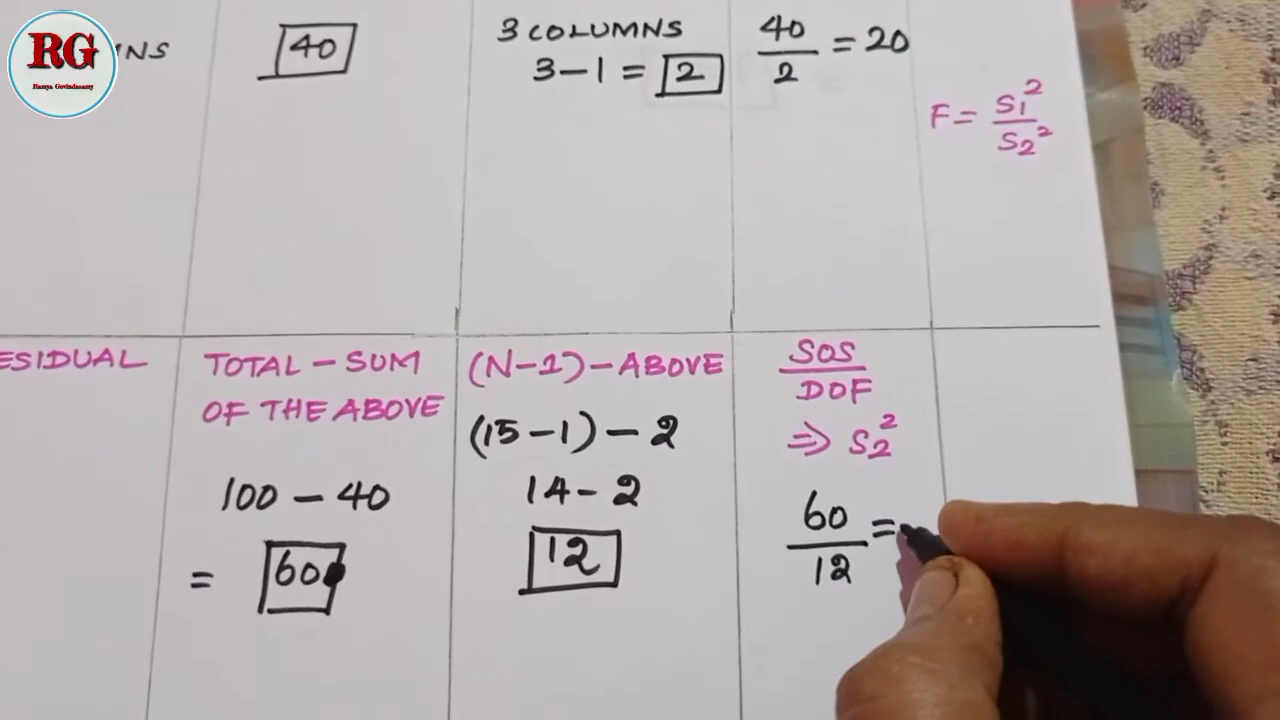 RG
Ramya Govindasamy
NS
40
3 COLUMNS
3 - 1 = 2
40/2 = 20
F = S1²/S2²
ESIDUAL
TOTAL - SUM
OF THE ABOVE
100 - 40
= 60
(N-1) - ABOVE
(15 - 1) - 2
14 - 2
12
SOS/DOF
⇒ S2²
60/12 =